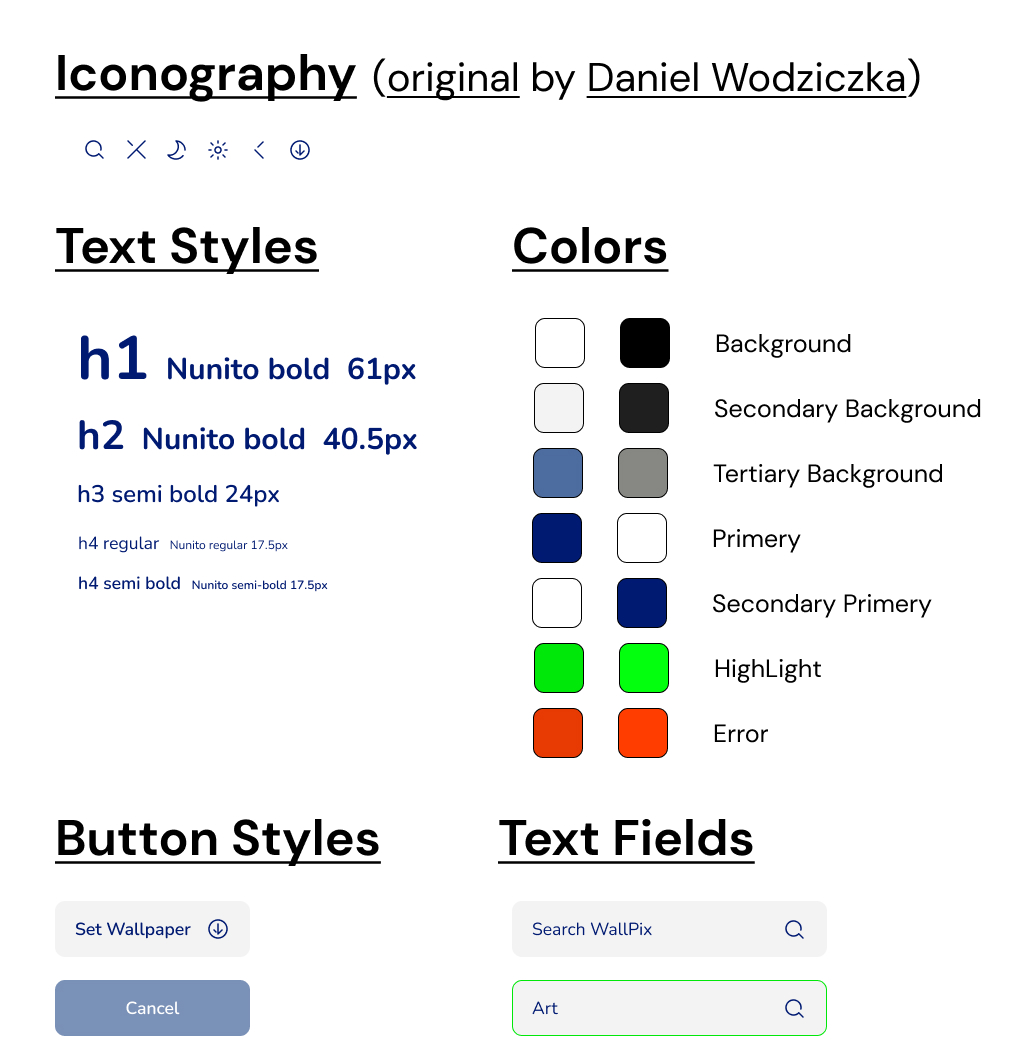 Iconography (original by Daniel Wodziczka)
Text Styles
h1 Nunito bold 61px
h2 Nunito bold 40.5px
h3 semi bold 24px
h4 regular Nunito regular 17.5px
h4 semi bold Nunito semi-bold 17.5px
Colors
Background
Secondary Background
Tertiary Background
Primery
Secondary Primery
HighLight
Error
Button Styles
Set Wallpaper
Cancel
Text Fields
Search WallPix
Art